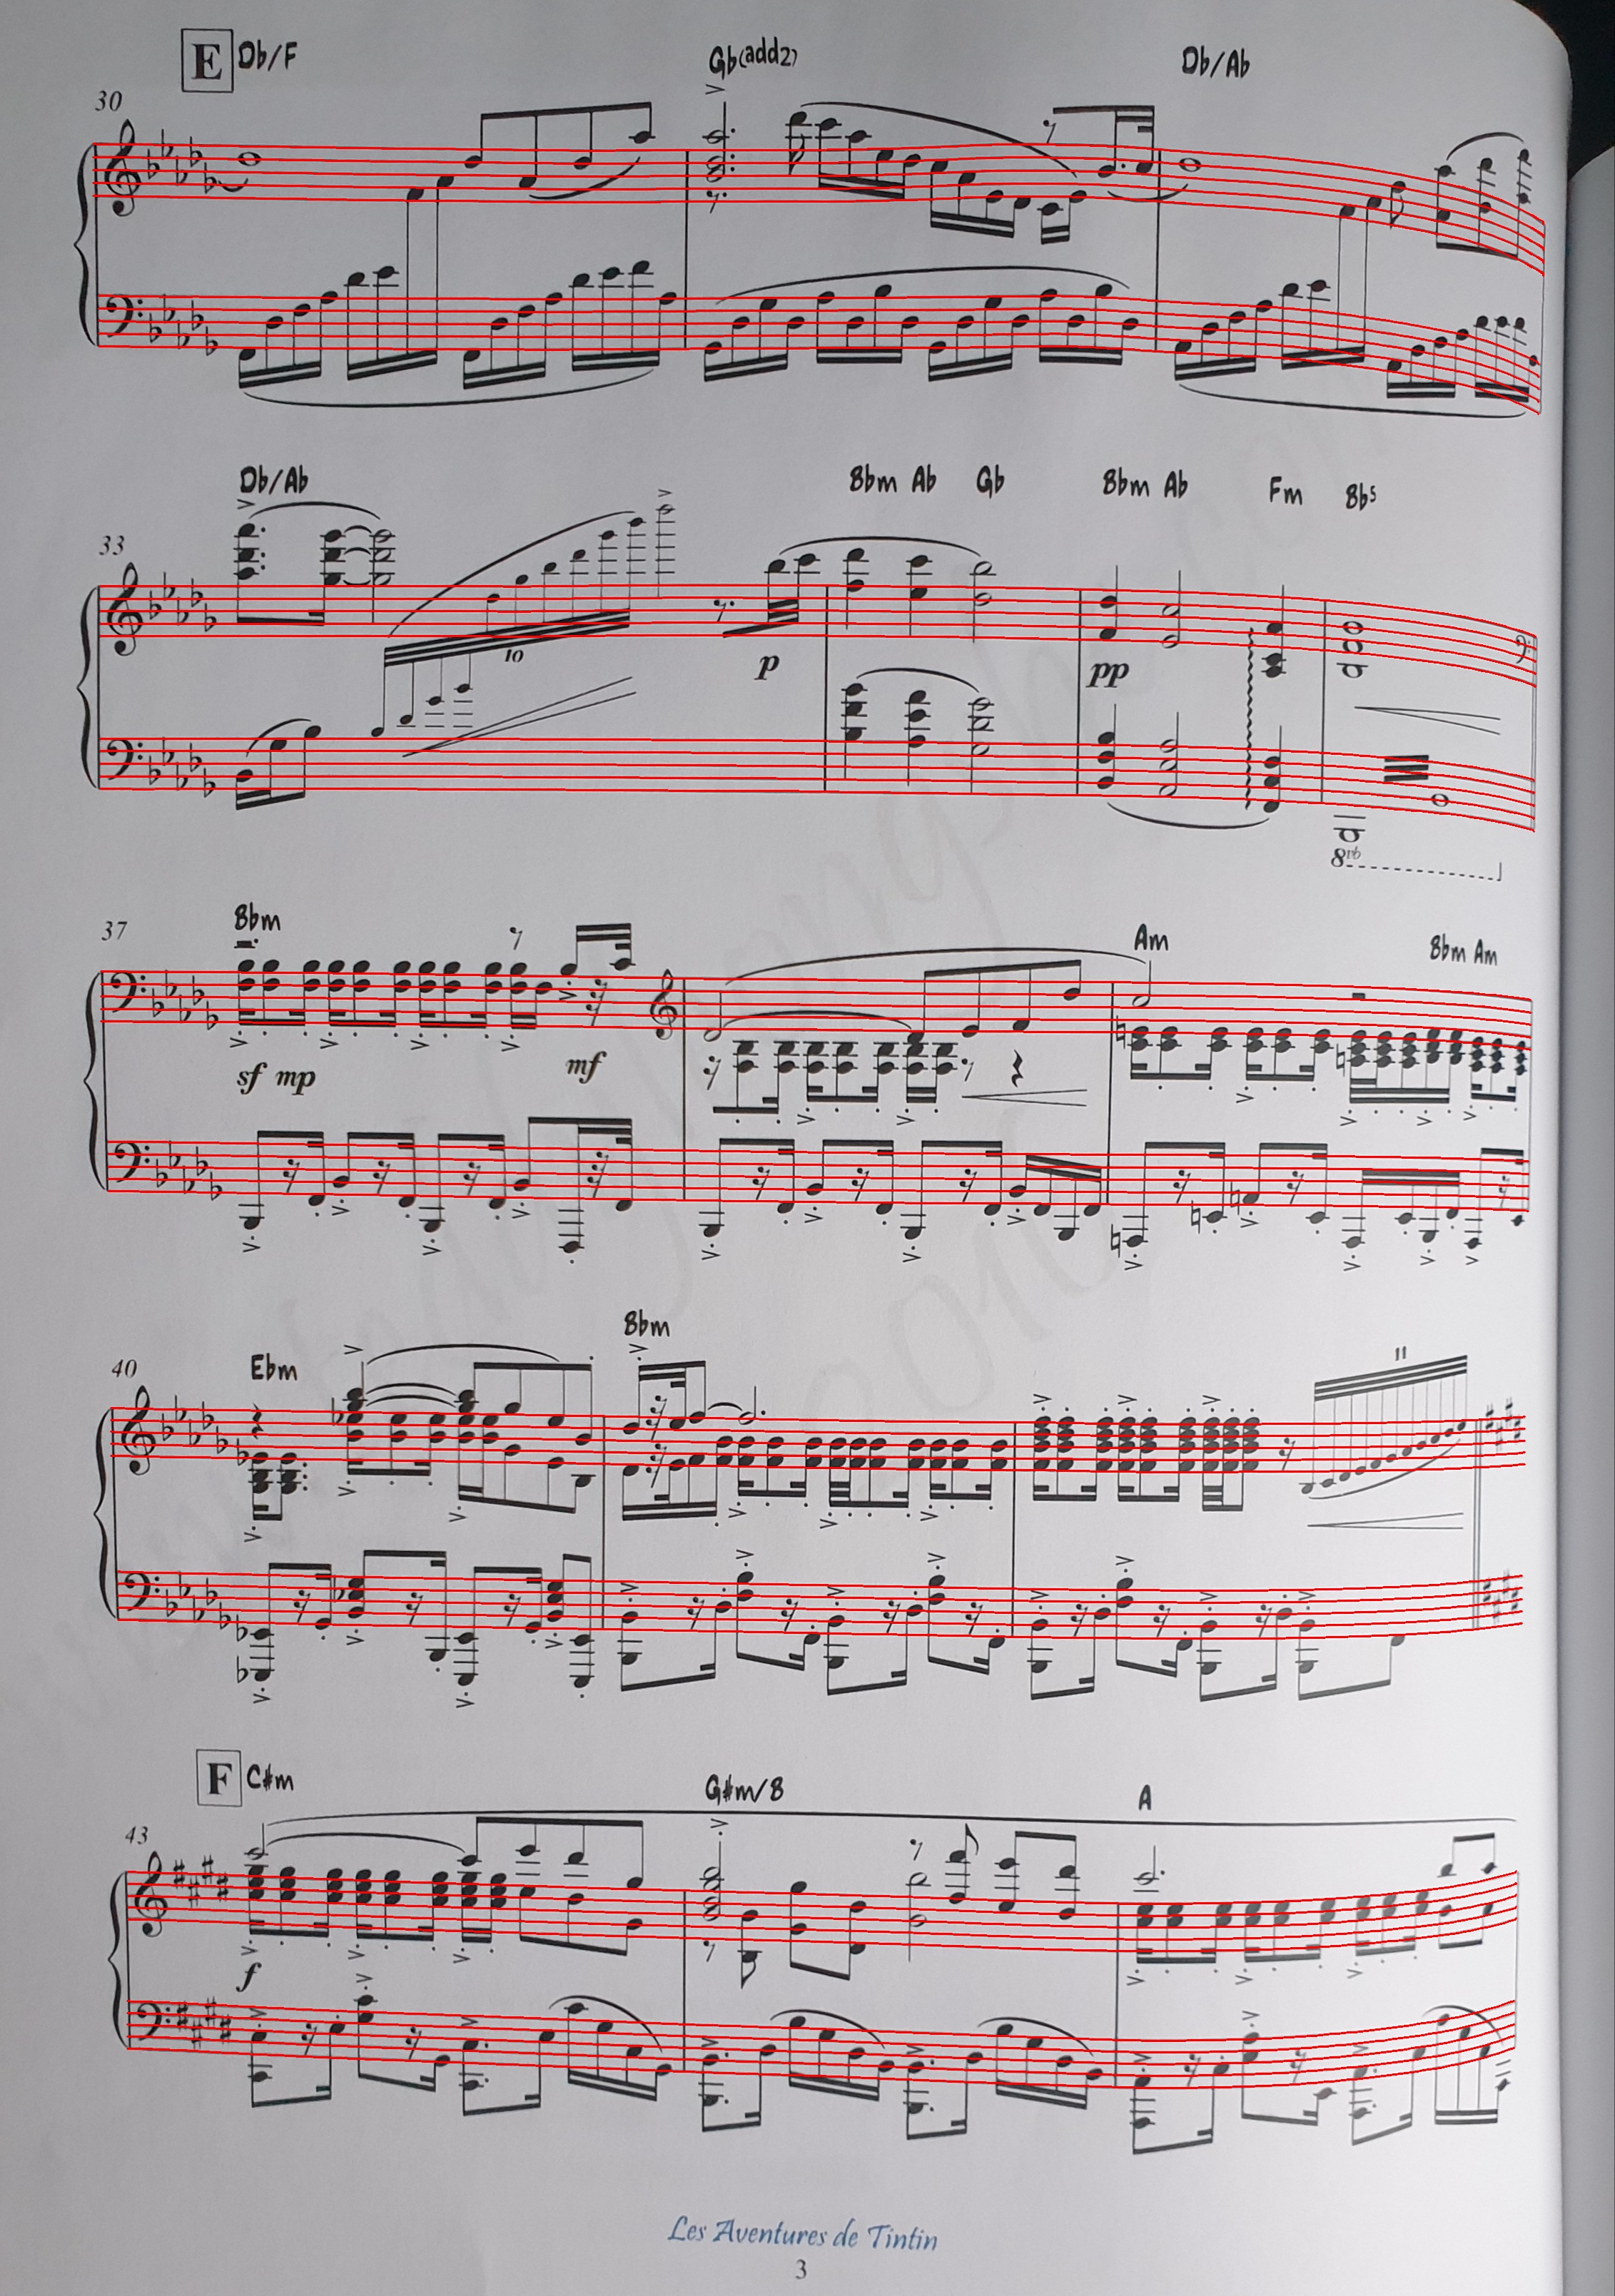 E Db/F Gb(add2) Db/Ab
30
Db/Ab Bbm Ab Gb Bbm Ab Fm Bb5
33
10
p pp
8vb
Bbm Am Bbm Am
37
sf mp mf
Ebm Bbm
40
11
F C#m G#m/B A
43
f
Les Aventures de Tintin
3